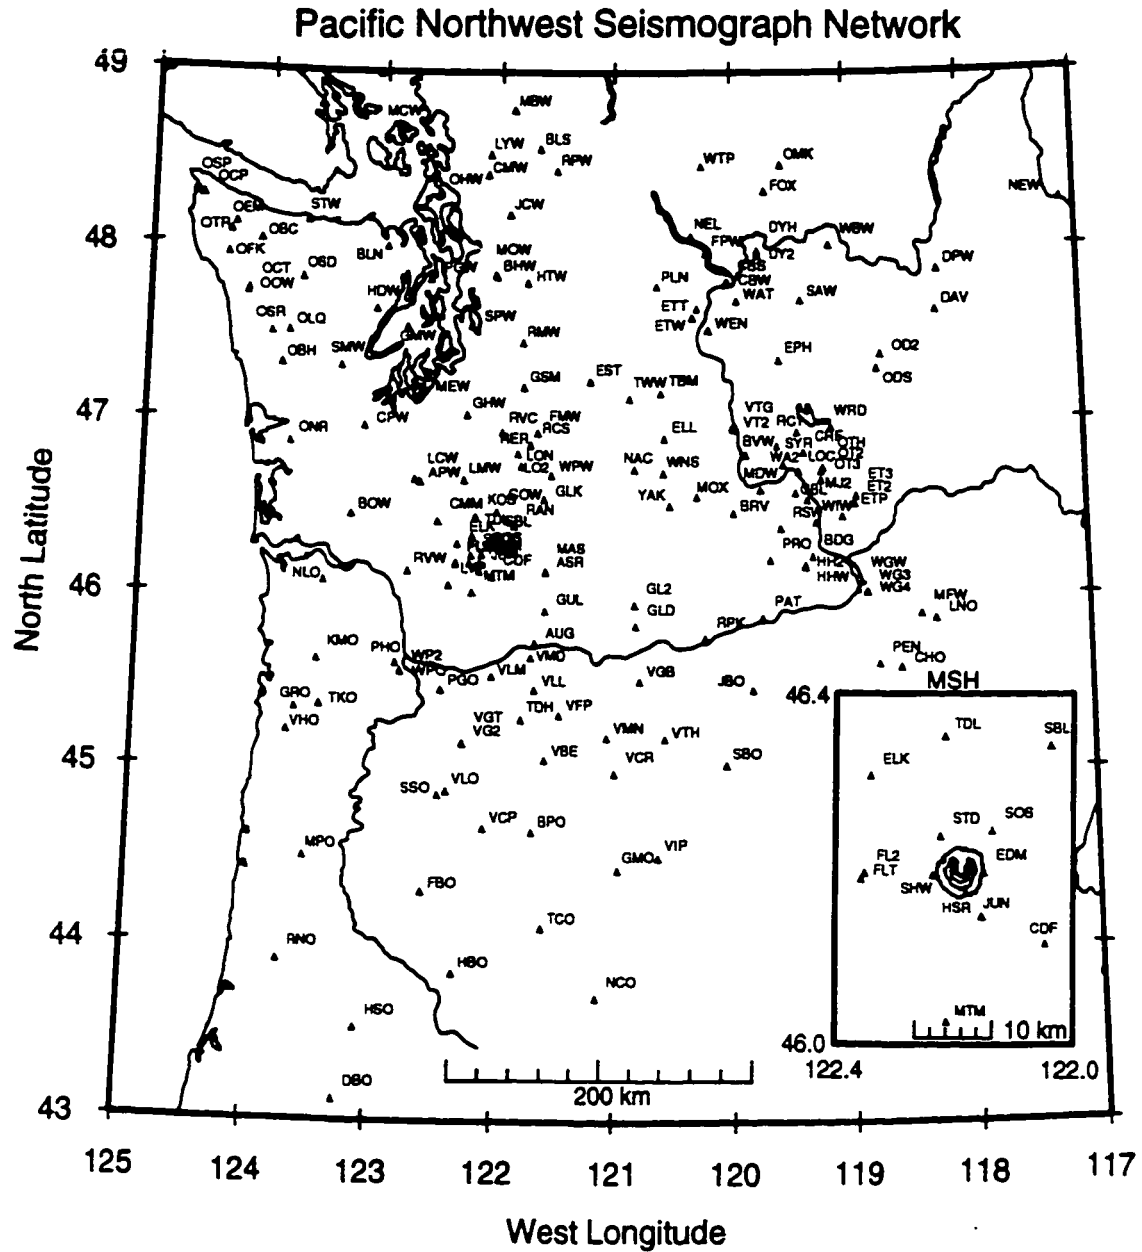 Pacific Northwest Seismograph Network
49
MBW
MCW
LYW
BLS
CMW
RPW
WTP
OMK
OSP
OCP
OHW
FOX
NEW
STW
JCW
OTR
OBC
NEL
DYH
WBW
48
OFK
BLN
MOW
FPW
DY2
DPW
OCT
OSD
BHW
HTW
PLN
CBW
OOW
HDW
WAT
SAW
DAV
OSR
OLQ
SPW
ETT
ETW
WEN
GMW
RMW
OBH
SMW
EPH
OD2
EST
ODS
MEW
GSM
TWW
TBM
47
GHW
CPW
RVC
FMW
VTG
WRD
ONR
RCS
ELL
VT2
BVW
SYR
OTH
OT2
LCW
LON
NAC
WNS
WA2
LOC
OT3
APW
LMW
LO2
WPW
MDW
MJ2
ET3
ET2
BOW
GLK
YAK
MOX
ETP
CMM
RAN
BRV
WIW
ELK
BDG
RVW
CDF
MAS
PRO
ASR
HH2
WGW
NLO
MTM
HHW
WG3
WG4
46
GL2
MFW
LNO
GUL
GLD
PAT
KMO
AUG
RPK
PHO
WP2
VMO
PEN
CHO
VLM
VGB
JBO
GRO
TKO
PGO
VLL
VHO
VGT
TDH
VFP
VG2
VMN
VTH
45
VBE
VCR
SBO
SSO
VLO
VCP
BPO
MPO
GMO
VIP
FBO
TCO
44
RNO
HBO
NCO
HSO
DBO
43
200 km
MSH
46.4
TDL
SBL
ELK
STD
SOS
FL2
EDM
FLT
SHW
HSR
JUN
CDF
MTM
10 km
46.0
122.4
122.0
125
124
123
122
121
120
119
118
117
North Latitude
West Longitude